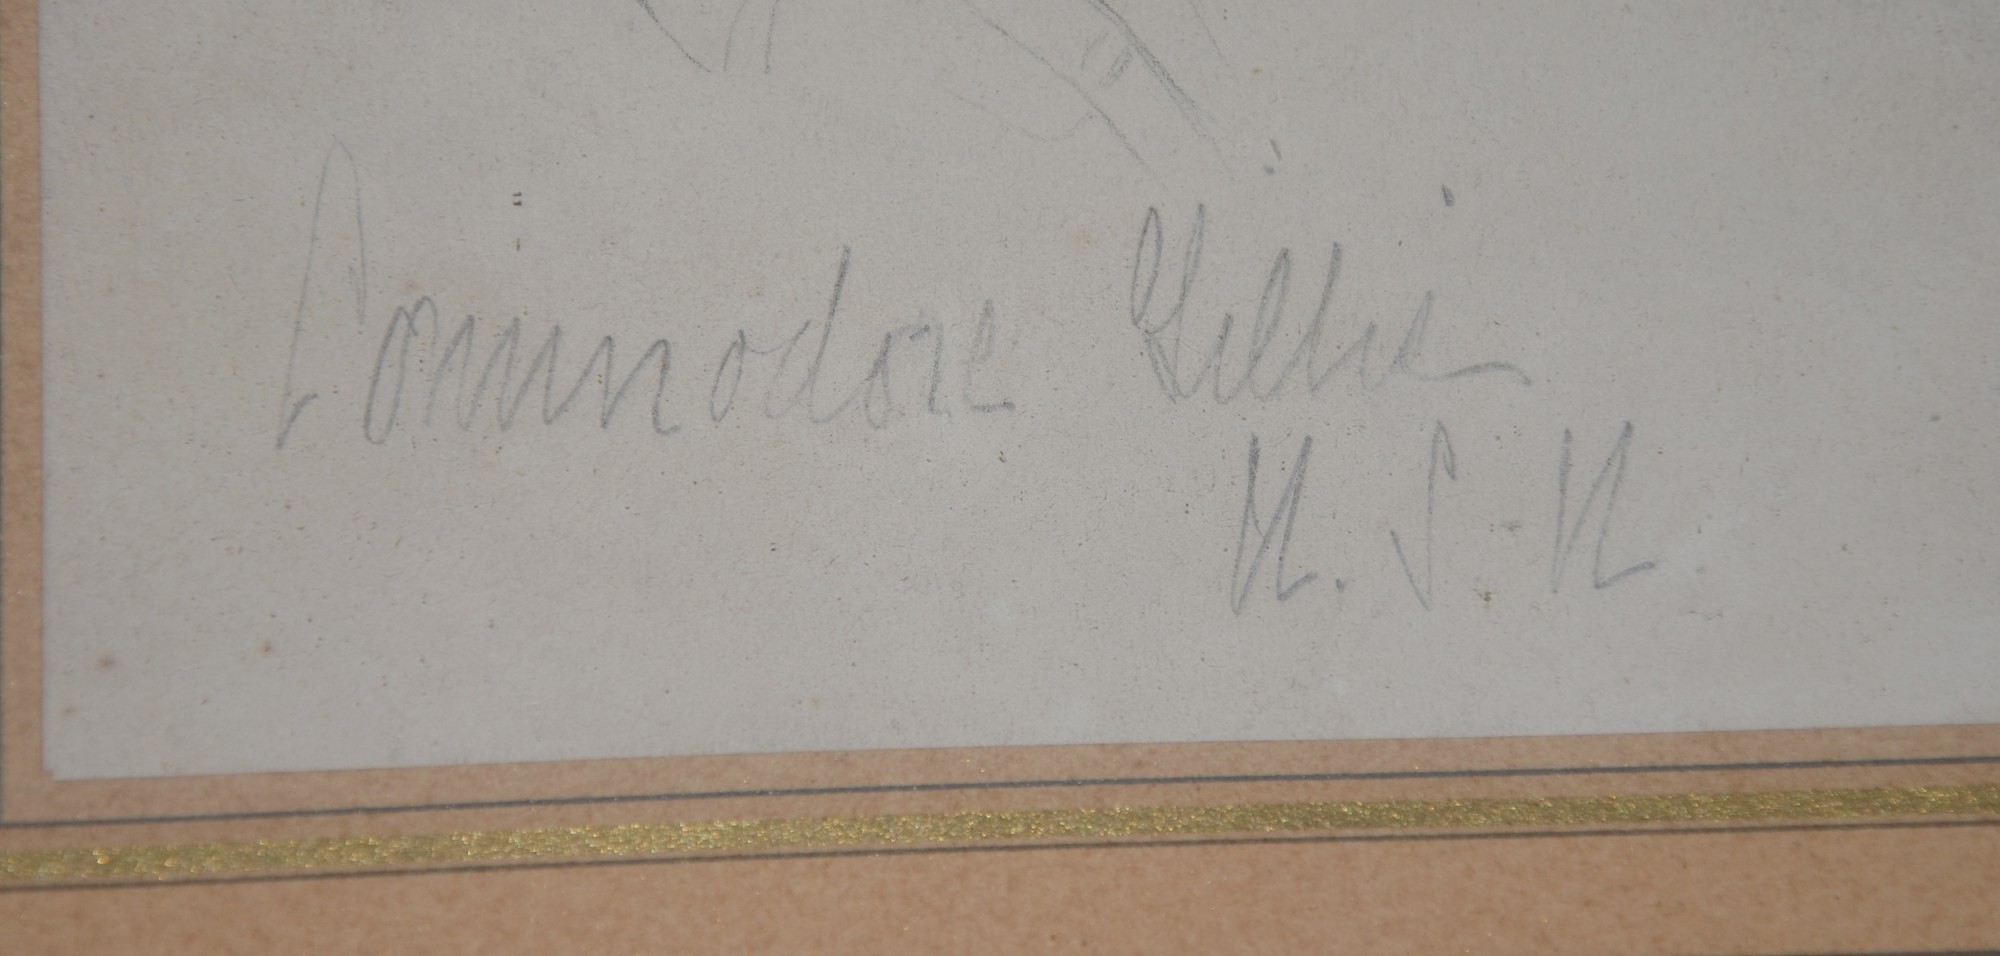 Commodore Gillis
U. S. N.